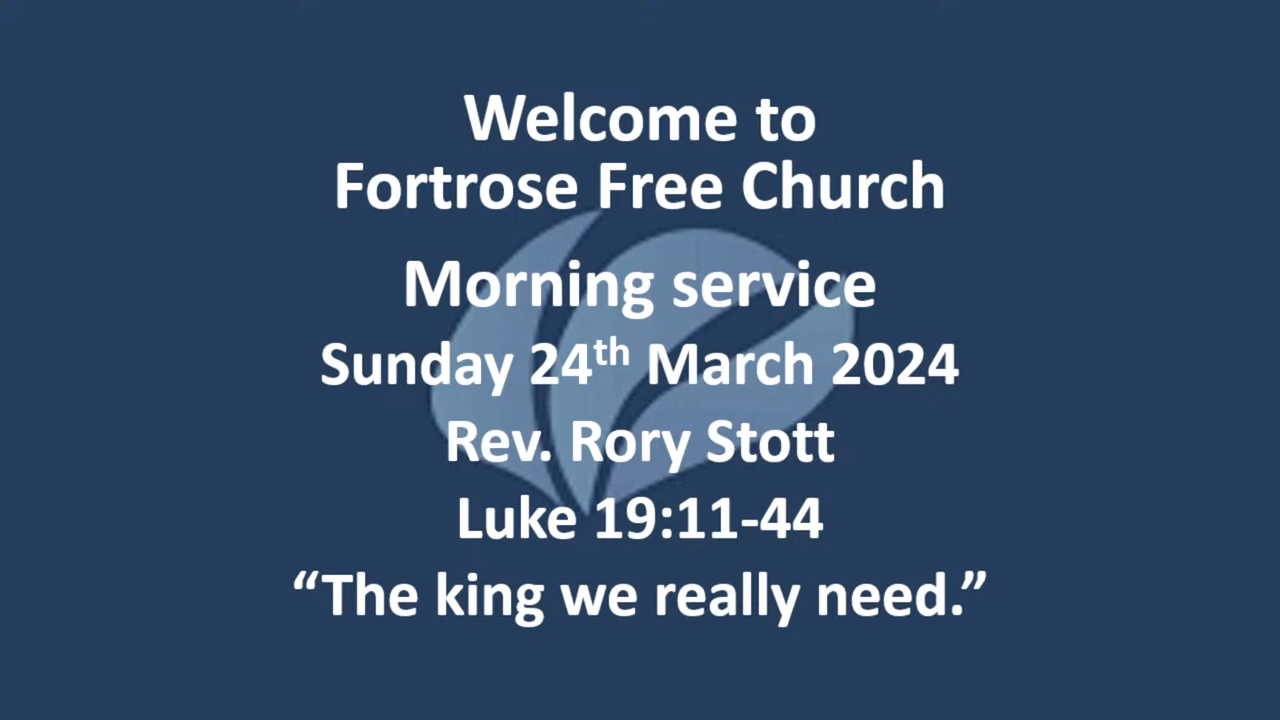 Welcome to
Fortrose Free Church
Morning service
Sunday 24th March 2024
Rev. Rory Stott
Luke 19:11-44
“The king we really need.”